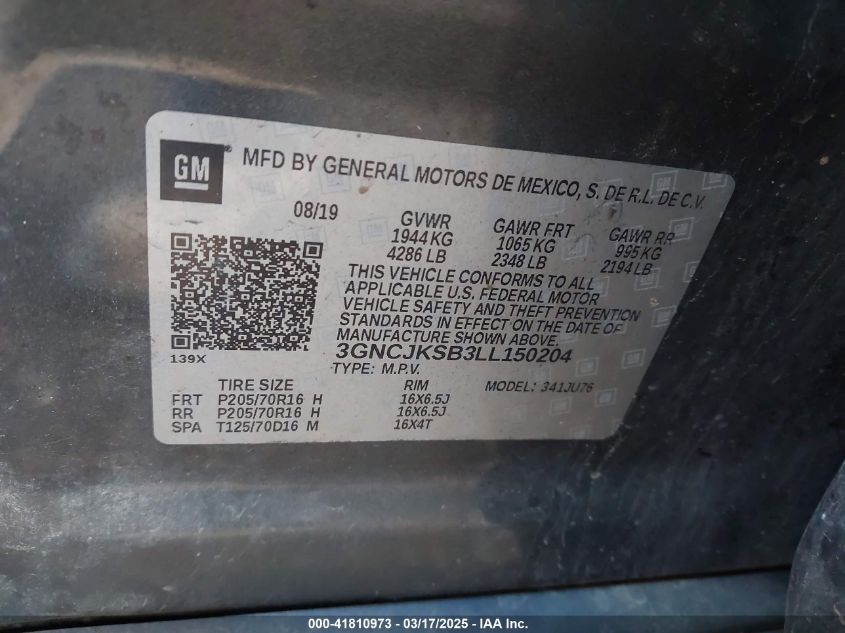 GM ® MFD BY GENERAL MOTORS DE MEXICO, S. DE R.L. DE C.V.
08/19 GVWR GAWR FRT GAWR RR
1944 KG 1065 KG 995 KG
4286 LB 2348 LB 2194 LB
THIS VEHICLE CONFORMS TO ALL
APPLICABLE U.S. FEDERAL MOTOR
VEHICLE SAFETY AND THEFT PREVENTION
STANDARDS IN EFFECT ON THE DATE OF
MANUFACTURE SHOWN ABOVE.
139X 3GNCJKSB3LL150204
TYPE: M.P.V.
TIRE SIZE RIM MODEL: 341JU76
FRT P205/70R16 H 16X6.5J
RR P205/70R16 H 16X6.5J
SPA T125/70D16 M 16X4T
000-41810973 - 03/17/2025 - IAA Inc.